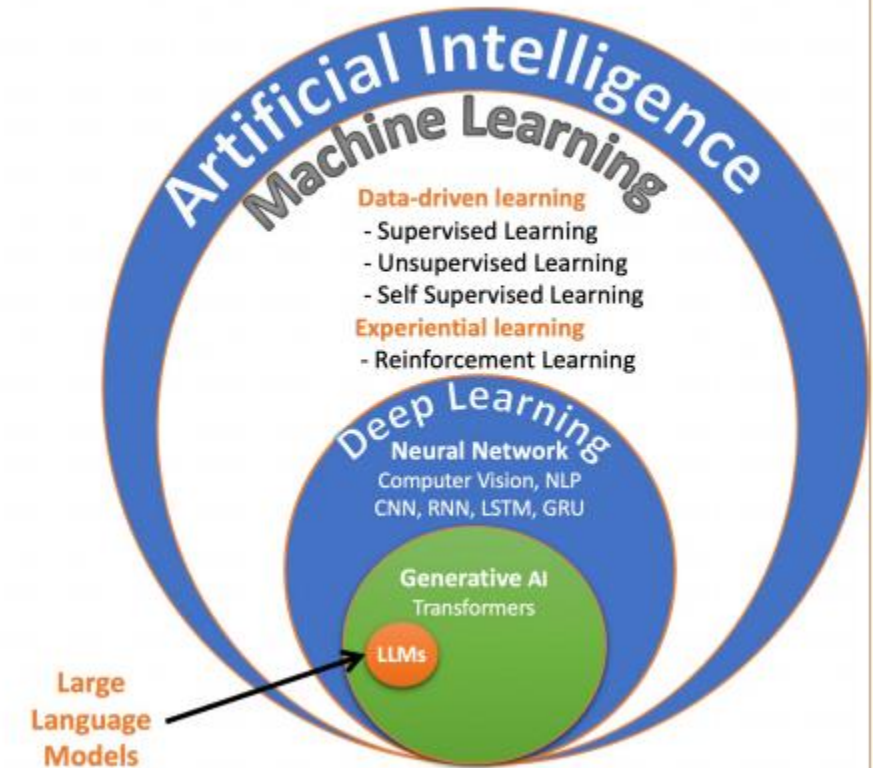 Artificial Intelligence
Machine Learning
Data-driven learning
- Supervised Learning
- Unsupervised Learning
- Self Supervised Learning
Experiential learning
- Reinforcement Learning
Deep Learning
Neural Network
Computer Vision, NLP
CNN, RNN, LSTM, GRU
Generative AI
Transformers
LLMs
Large
Language
Models